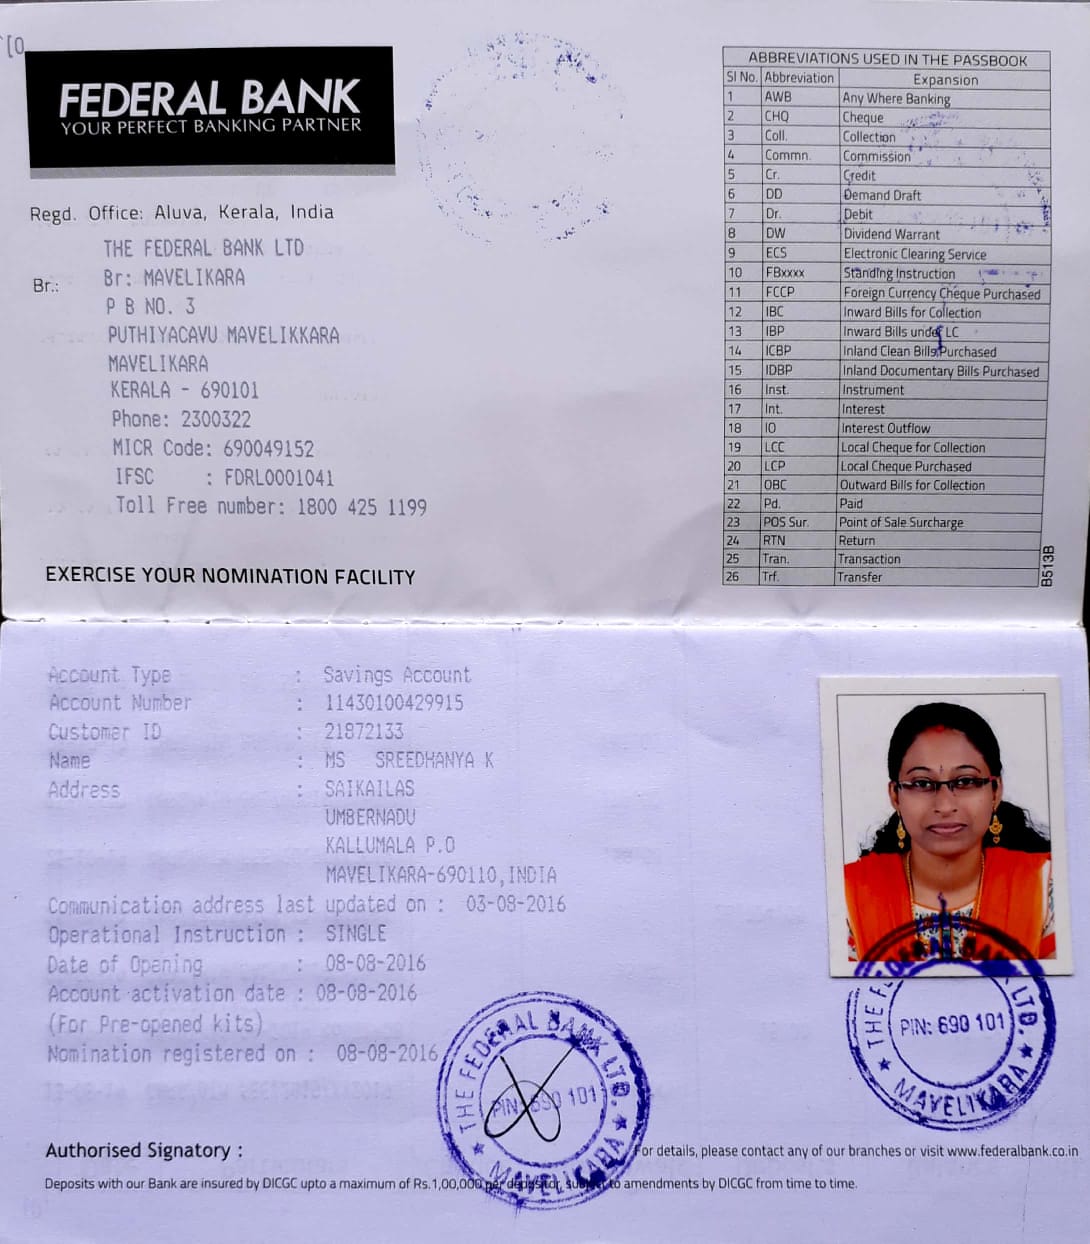 FEDERAL BANK
YOUR PERFECT BANKING PARTNER
Regd. Office: Aluva, Kerala, India
THE FEDERAL BANK LTD
Br.: Br: MAVELIKARA
P B NO. 3
PUTHIYACAVU MAVELIKKARA
MAVELIKARA
KERALA - 690101
Phone: 2300322
MICR Code: 690049152
IFSC : FDRL0001041
Toll Free number: 1800 425 1199
EXERCISE YOUR NOMINATION FACILITY
ABBREVIATIONS USED IN THE PASSBOOK
Sl No. Abbreviation Expansion
1 AWB Any Where Banking
2 CHQ Cheque
3 Coll. Collection
4 Commn. Commission
5 Cr. Credit
6 DD Demand Draft
7 Dr. Debit
8 DW Dividend Warrant
9 ECS Electronic Clearing Service
10 FBxxxx Standing Instruction
11 FCCP Foreign Currency Cheque Purchased
12 IBC Inward Bills for Collection
13 IBP Inward Bills under LC
14 ICBP Inland Clean Bills Purchased
15 IDBP Inland Documentary Bills Purchased
16 Inst. Instrument
17 Int. Interest
18 IO Interest Outflow
19 LCC Local Cheque for Collection
20 LCP Local Cheque Purchased
21 OBC Outward Bills for Collection
22 Pd. Paid
23 POS Sur. Point of Sale Surcharge
24 RTN Return
25 Tran. Transaction
26 Trf. Transfer
B513B
Account Type : Savings Account
Account Number : 11430100429915
Customer ID : 21872133
Name : MS SREEDHANYA K
Address : SAIKAILAS
UMBERNADU
KALLUMALA P.O
MAVELIKARA-690110,INDIA
Communication address last updated on : 03-08-2016
Operational Instruction : SINGLE
Date of Opening : 08-08-2016
Account activation date : 08-08-2016
(For Pre-opened kits)
Nomination registered on : 08-08-2016
THE FEDERAL BANK LTD.
PIN: 690 101
MAVELIKARA
THE FEDERAL BANK LTD.
PIN: 690 101
MAVELIKARA
Authorised Signatory :
For details, please contact any of our branches or visit www.federalbank.co.in
Deposits with our Bank are insured by DICGC upto a maximum of Rs.1,00,000 per depositor, subject to amendments by DICGC from time to time.